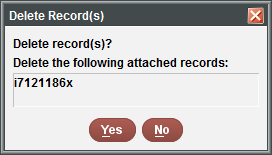 Delete Record(s)
Delete record(s)?
Delete the following attached records:
i7121186x
Yes No